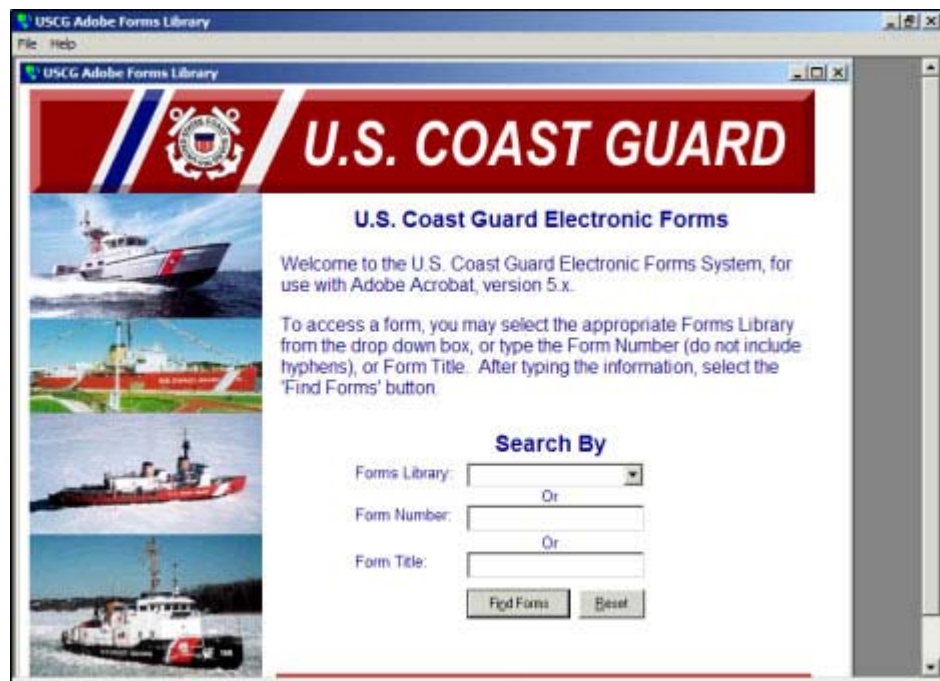 USCG Adobe Forms Library
File Help
USCG Adobe Forms Library
U.S. COAST GUARD
U.S. Coast Guard Electronic Forms
Welcome to the U.S. Coast Guard Electronic Forms System, for
use with Adobe Acrobat, version 5.x.
To access a form, you may select the appropriate Forms Library
from the drop down box, or type the Form Number (do not include
hyphens), or Form Title. After typing the information, select the
'Find Forms' button.
Search By
Forms Library:
Or
Form Number:
Or
Form Title:
Find Forms Reset